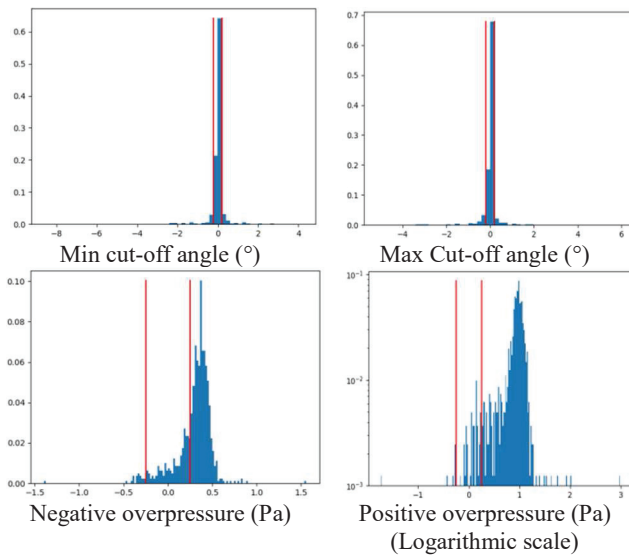 0.6
0.5
0.4
0.3
0.2
0.1
0.0
-8 -6 -4 -2 0 2 4
Min cut-off angle (°)
0.7
0.6
0.5
0.4
0.3
0.2
0.1
0.0
-4 -2 0 2 4 6
Max Cut-off angle (°)
0.10
0.08
0.06
0.04
0.02
0.00
-1.5 -1.0 -0.5 0.0 0.5 1.0 1.5
Negative overpressure (Pa)
10⁻¹
10⁻²
10⁻³
-1 0 1 2 3
Positive overpressure (Pa)
(Logarithmic scale)